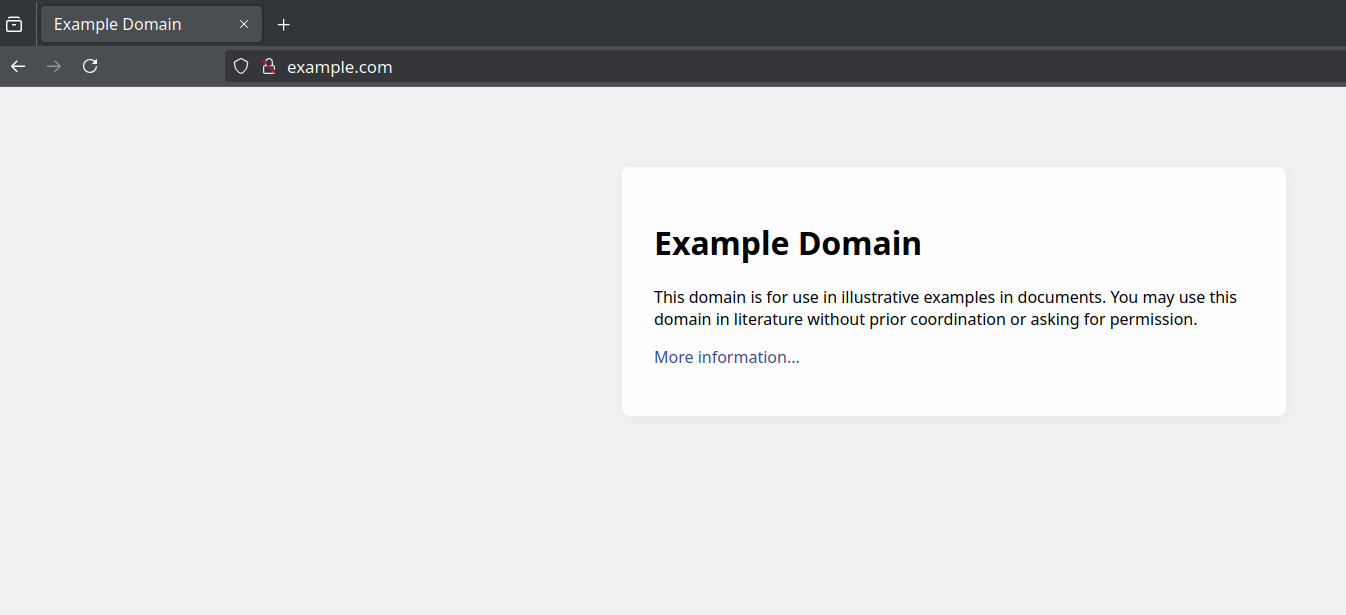 Example Domain
example.com
Example Domain
This domain is for use in illustrative examples in documents. You may use this
domain in literature without prior coordination or asking for permission.
More information...